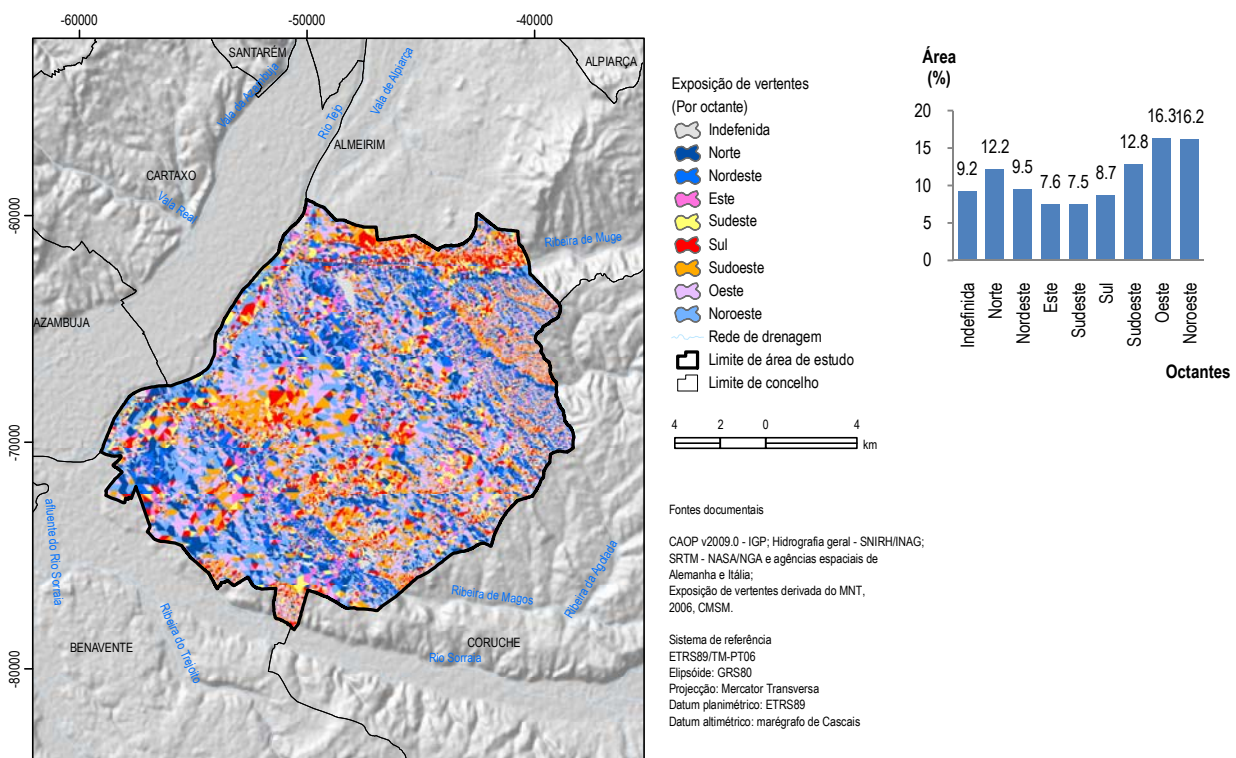 -60000
-50000
-40000
-60000
-70000
-80000
SANTARÉM
ALPIARÇA
Vala da Azambuja
Rio Tejo
Vala de Alpiarça
ALMEIRIM
CARTAXO
Vala Real
Ribeira de Muge
AZAMBUJA
afluente do Rio Sorraia
Ribeira de Magos
Ribeira da Agolada
Ribeira do Trejoito
BENAVENTE
CORUCHE
Rio Sorraia
Exposição de vertentes
(Por octante)
Indefenida
Norte
Nordeste
Este
Sudeste
Sul
Sudoeste
Oeste
Noroeste
Rede de drenagem
Limite de área de estudo
Limite de concelho
4 2 0 4
km
Fontes documentais
CAOP v2009.0 - IGP; Hidrografia geral - SNIRH/INAG;
SRTM - NASA/NGA e agências espaciais de
Alemanha e Itália;
Exposição de vertentes derivada do MNT,
2006, CMSM.
Sistema de referência
ETRS89/TM-PT06
Elipsóide: GRS80
Projecção: Mercator Transversa
Datum planimétrico: ETRS89
Datum altimétrico: marégrafo de Cascais
Área
(%)
20
15
10
5
0
9.2
12.2
9.5
7.6
7.5
8.7
12.8
16.3
16.2
Indefinida
Norte
Nordeste
Este
Sudeste
Sul
Sudoeste
Oeste
Noroeste
Octantes